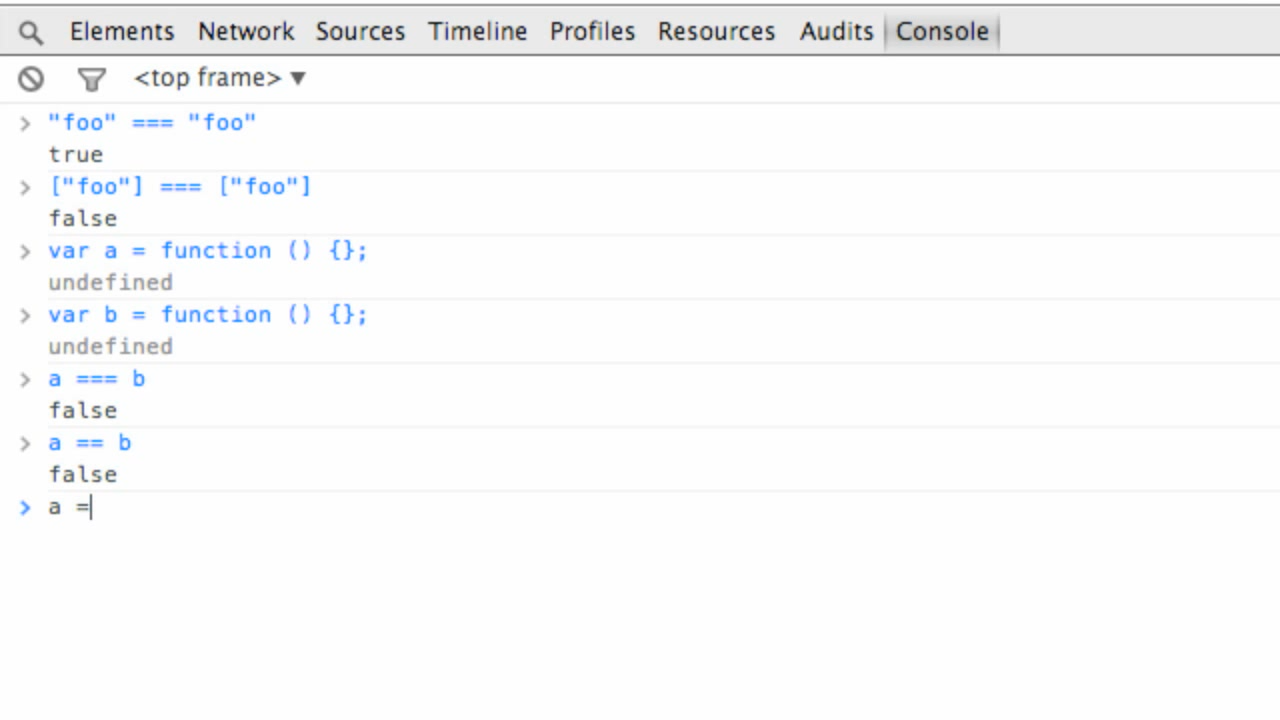 Elements Network Sources Timeline Profiles Resources Audits Console
<top frame> ▼
> "foo" === "foo"
true
> ["foo"] === ["foo"]
false
> var a = function () {};
undefined
> var b = function () {};
undefined
> a === b
false
> a == b
false
> a =